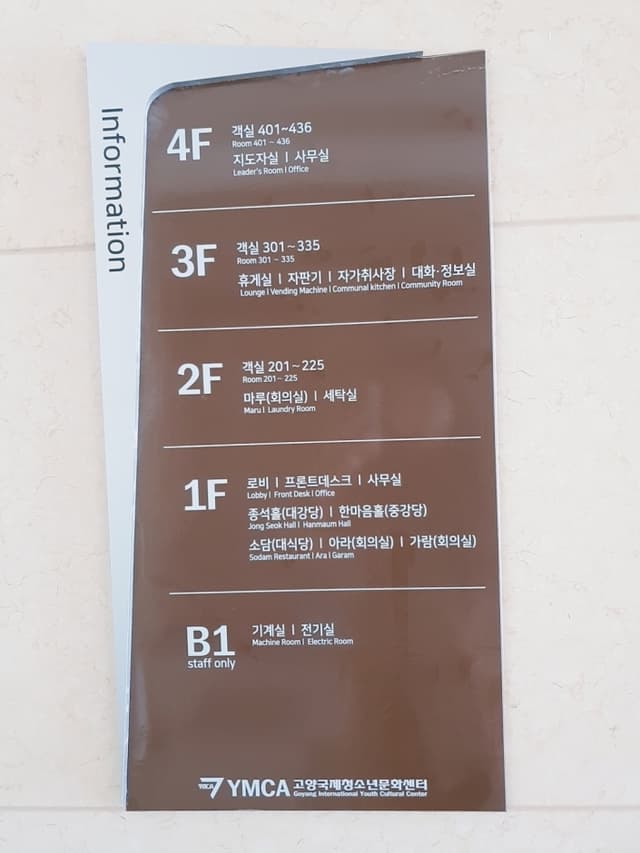 Information
4F
객실 401~436
Room 401 ~ 436
지도자실 | 사무실
Leader's Room | Office
3F
객실 301~335
Room 301 ~ 335
휴게실 | 자판기 | 자가취사장 | 대화·정보실
Lounge | Vending Machine | Communal kitchen | Community Room
2F
객실 201~225
Room 201~ 225
마루(회의실) | 세탁실
Maru | Laundry Room
1F
로비 | 프론트데스크 | 사무실
Lobby | Front Desk | Office
종석홀(대강당) | 한마음홀(중강당)
Jong Seok Hall | Hanmaum Hall
소담(대식당) | 아라(회의실) | 가람(회의실)
Sodam Restaurant | Ara | Garam
B1
staff only
기계실 | 전기실
Machine Room | Electric Room
YMCA YMCA 고양국제청소년문화센터
Goyang International Youth Cultural Center